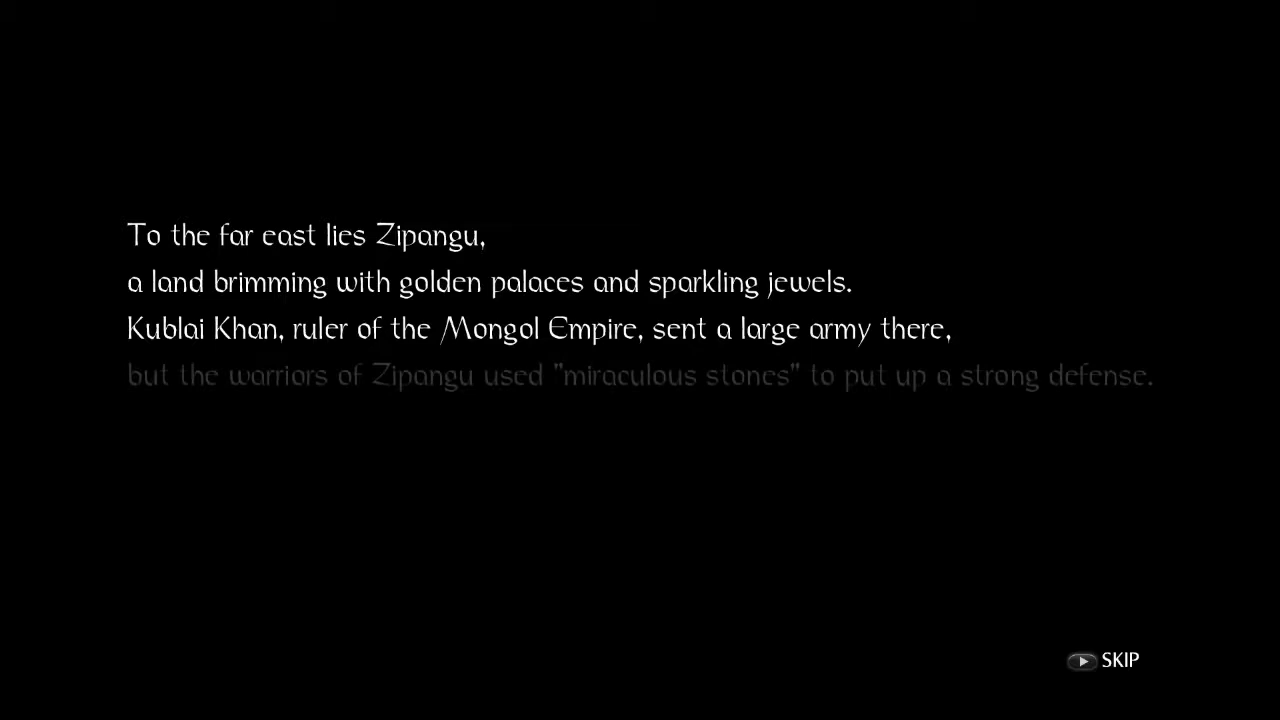 To the far east lies Zipangu,
a land brimming with golden palaces and sparkling jewels.
Kublai Khan, ruler of the Mongol Empire, sent a large army there,
but the warriors of Zipangu used "miraculous stones" to put up a strong defense.
SKIP